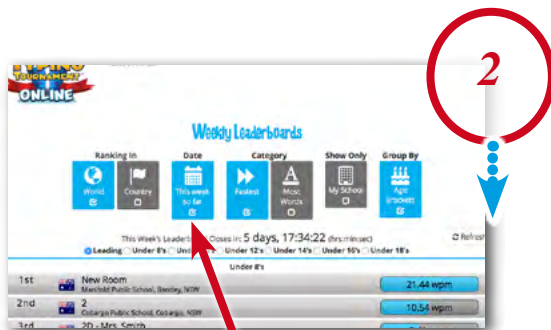 2
TYPING
TOURNAMENT
ONLINE
Weekly Leaderboards
Ranking In Date Category Show Only Group By
World Country This week so far Fastest Most Words My School Age Brackets
This Week's Leaderboard Closes in: 5 days, 17:34:22 (hrs:min:sec) Refresh
Leading Under 8's Under 12's Under 14's Under 16's Under 18's
Under 8's
1st New Room 21.44 wpm
Public School, NSW
2nd 2 10.54 wpm
Cobargo Public School, Cobargo, NSW
3rd 2D - Mrs. Smith